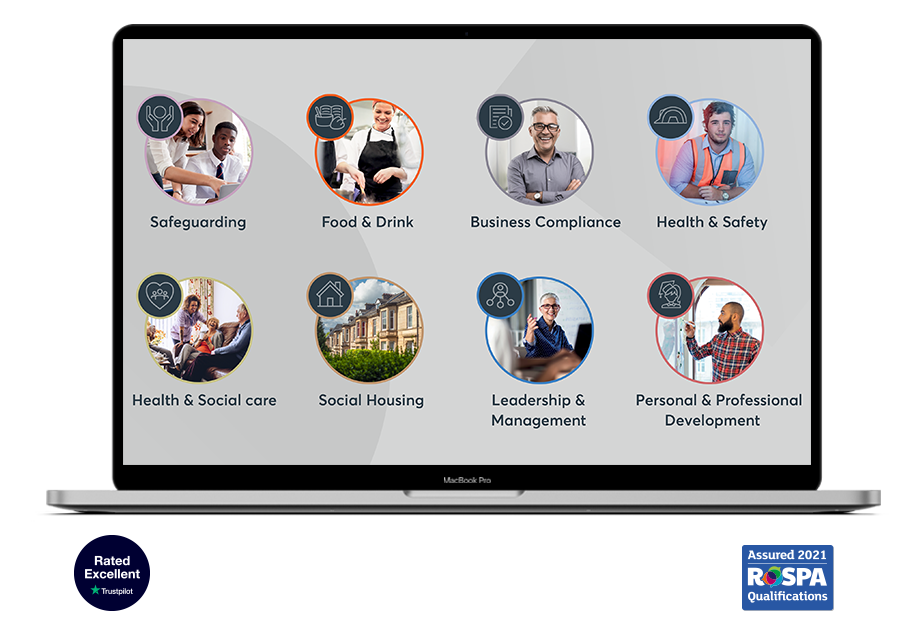 Safeguarding
Food & Drink
Business Compliance
Health & Safety
Health & Social care
Social Housing
Leadership &
Management
Personal & Professional
Development
MacBook Pro
Rated
Excellent
Trustpilot
Assured 2021
RoSPA
Qualifications